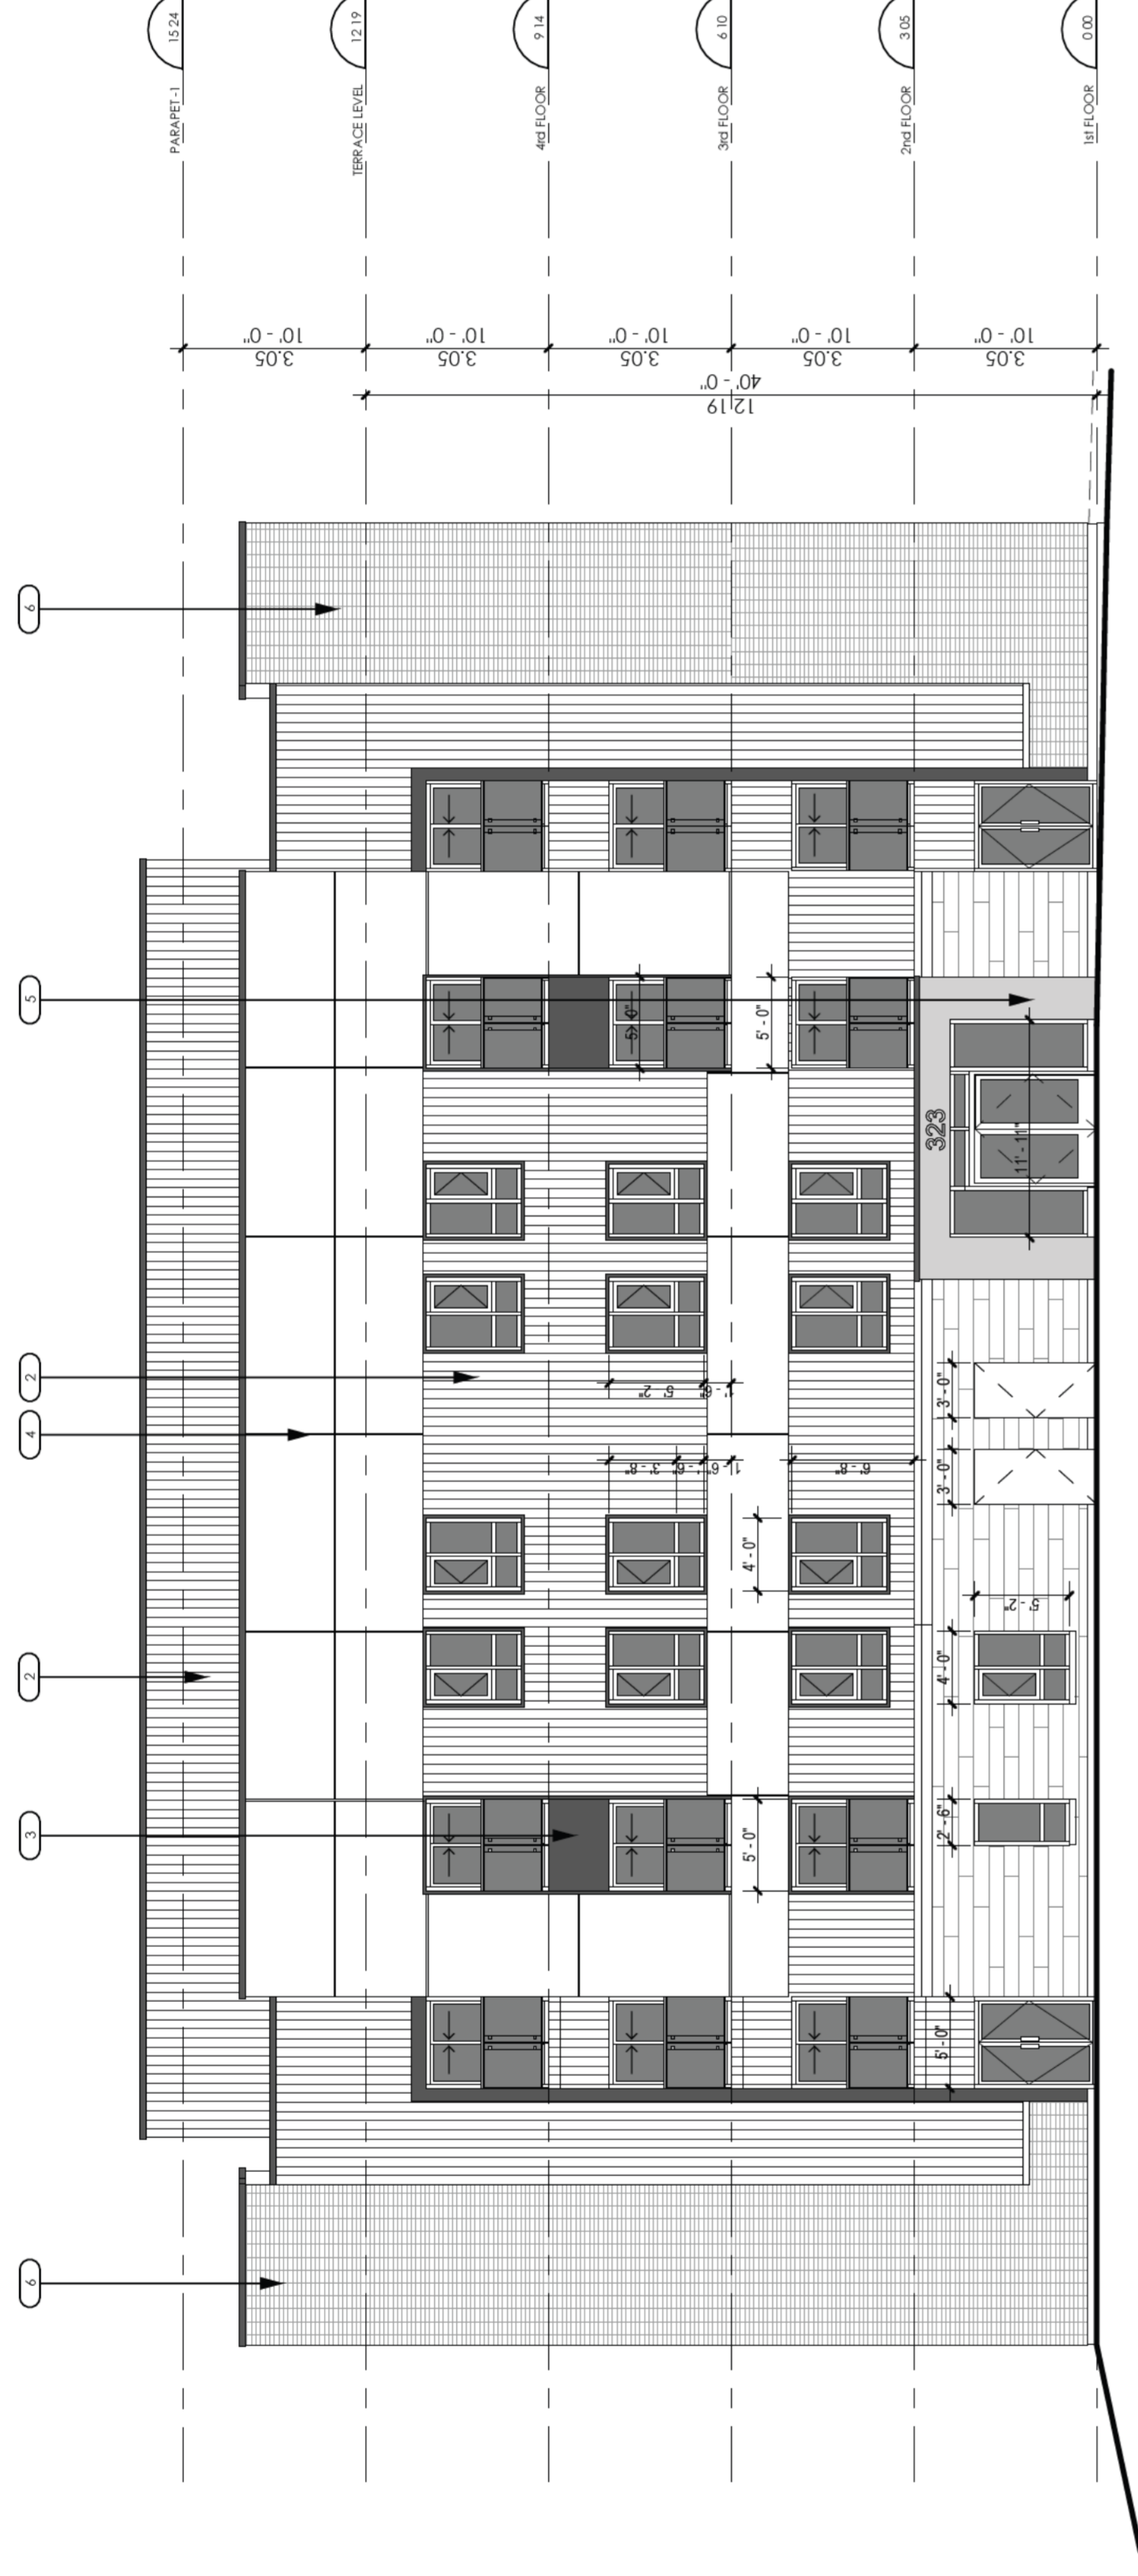 6
5
2
4
2
3
6
PARAPET -1
15 24
TERRACE LEVEL
12 19
4rd FLOOR
9 14
3rd FLOOR
6 10
2nd FLOOR
3 05
1st FLOOR
0 00
10' - 0"
3.05
10' - 0"
3.05
10' - 0"
3.05
10' - 0"
3.05
10' - 0"
3.05
40' - 0"
12 19
5' - 0"
5' - 0"
323
11' - 11"
5' - 2"
1' - 6"
3' - 8"
1' - 6"
1' - 6"
6' - 8"
3' - 0"
3' - 0"
4' - 0"
5' - 2"
4' - 0"
2' - 6"
5' - 0"
5' - 0"